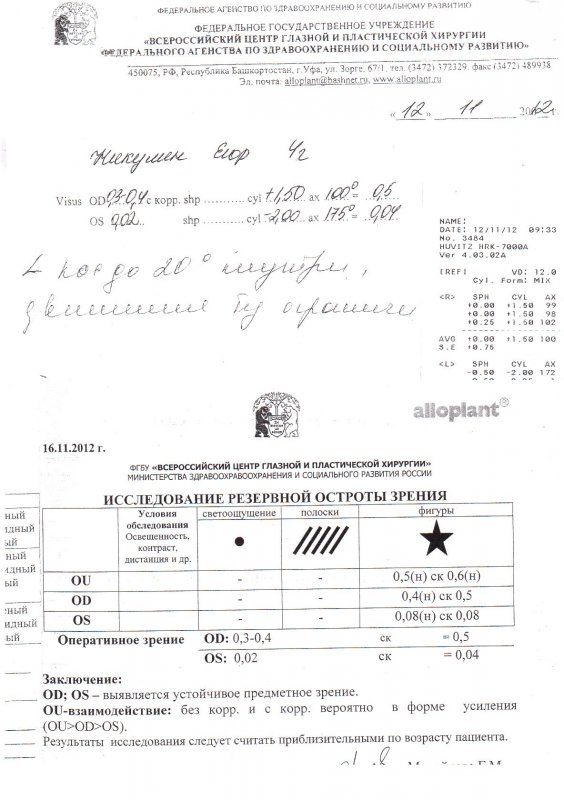 ФЕДЕРАЛЬНОЕ АГЕНСТВО ПО ЗДРАВООХРАНЕНИЮ И СОЦИАЛЬНОМУ РАЗВИТИЮ
ФЕДЕРАЛЬНОЕ ГОСУДАРСТВЕННОЕ УЧРЕЖДЕНИЕ
«ВСЕРОССИЙСКИЙ ЦЕНТР ГЛАЗНОЙ И ПЛАСТИЧЕСКОЙ ХИРУРГИИ
ФЕДЕРАЛЬНОГО АГЕНСТВА ПО ЗДРАВООХРАНЕНИЮ И СОЦИАЛЬНОМУ РАЗВИТИЮ»
450075, РФ, Республика Башкортостан, г.Уфа, ул. Зорге, 67/1. тел. (3472) 372329. факс (3472) 489938
Эл. почта: alloplant@bashnet.ru, www.alloplant.ru
« 12 » 11 2012г.
Егор 4г
Visus OD 0,3-0,4 с корр. shp ........... cyl +1,50 ax 100° = 0,5
OS 0,02 shp ........... cyl -2,00 ax 175° = 0,04
NAME:
DATE: 12/11/12 09:33
No. 3484
HUVITZ HRK-7000A
Ver 4.03.02A
[REF] VD: 12.0
Cyl. Form: MIX
<R> SPH CYL AX
+0.00 +1.50 99
+0.00 +1.50 98
+0.25 +1.50 102
AVG +0.00 +1.50 100
S.E +0.75
<L> SPH CYL AX
-0.50 -2.00 172
L кос до 20° кнутри,
движения
alloplant®
16.11.2012 г.
ФГБУ «ВСЕРОССИЙСКИЙ ЦЕНТР ГЛАЗНОЙ И ПЛАСТИЧЕСКОЙ ХИРУРГИИ»
МИНИСТЕРСТВА ЗДРАВООХРАВООХРАНЕНИЯ И СОЦИАЛЬНОГО РАЗВИТИЯ РОССИИ
ИССЛЕДОВАНИЕ РЕЗЕРВНОЙ ОСТРОТЫ ЗРЕНИЯ
Условия обследования Освещенность, контраст, дистанция и др. светоощущение полоски фигуры
OU - - 0,5(н) ск 0,6(н)
OD - - 0,4(н) ск 0,5
OS - - 0,08(н) ск 0,08
Оперативное зрение OD: 0,3-0,4 ск = 0,5
OS: 0,02 ск = 0,04
Заключение:
OD; OS – выявляется устойчивое предметное зрение.
OU-взаимодействие: без корр. и с корр. вероятно в форме усиления
(OU>OD>OS).
Результаты исследования следует считать приблизительными по возрасту пациента.